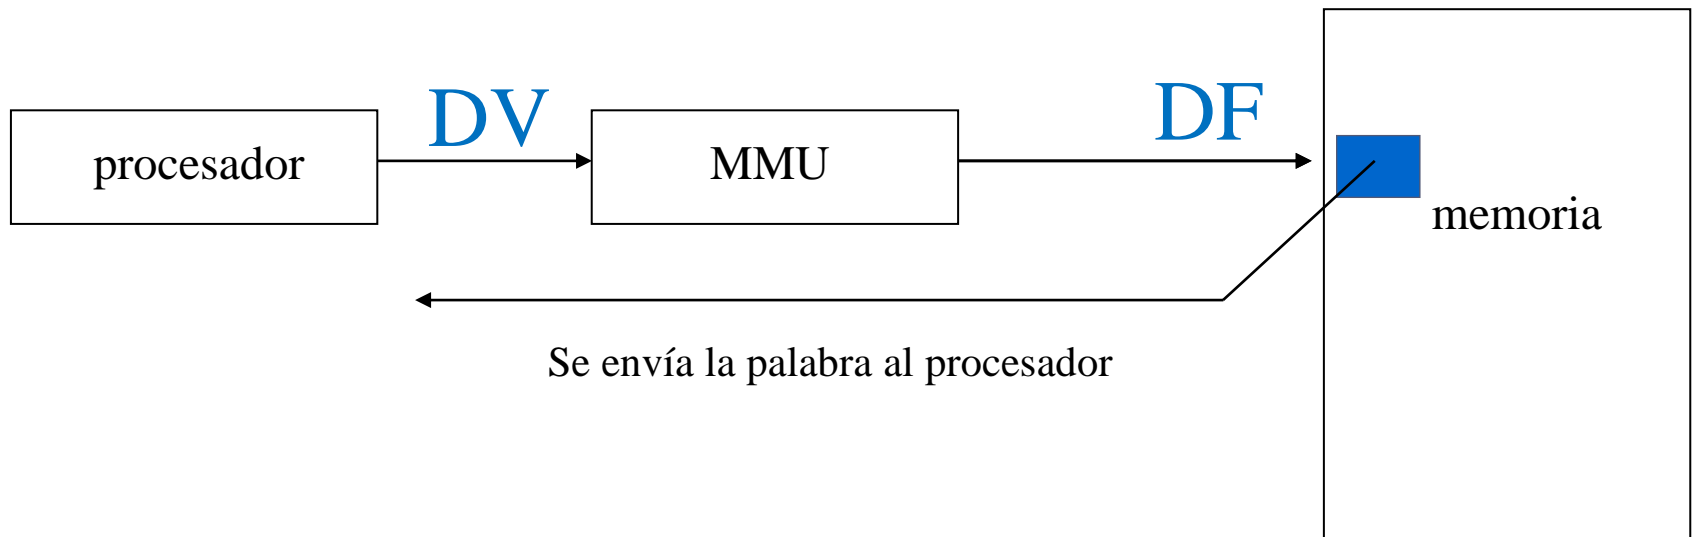 procesador
DV
MMU
DF
memoria
Se envía la palabra al procesador